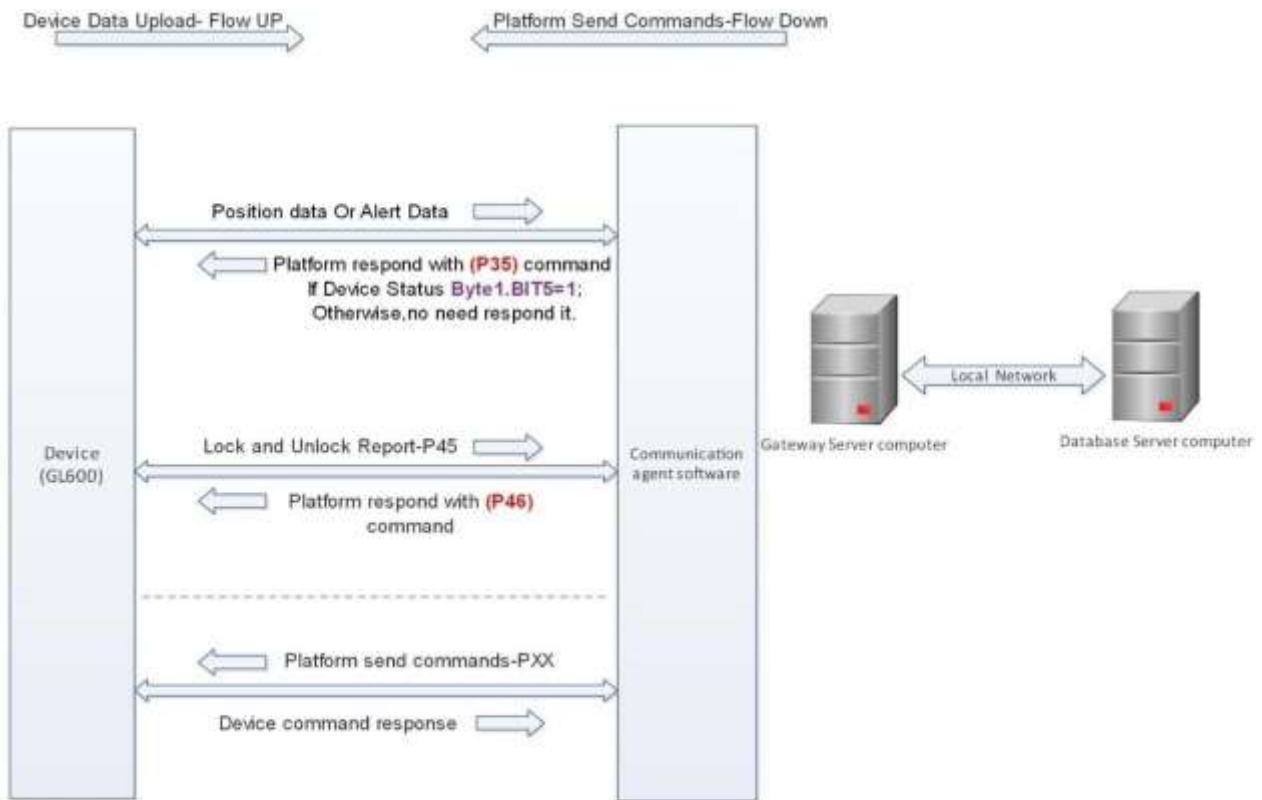 Device Data Upload- Flow UP
Platform Send Commands-Flow Down
Position data Or Alert Data
Platform respond with (P35) command
If Device Status Byte1.BIT5=1;
Otherwise,no need respond it.
Local Network
Gateway Server computer
Database Server computer
Device
(GL600)
Lock and Unlock Report-P45
Communication
agent software
Platform respond with (P46)
command
Platform send commands-PXX
Device command response